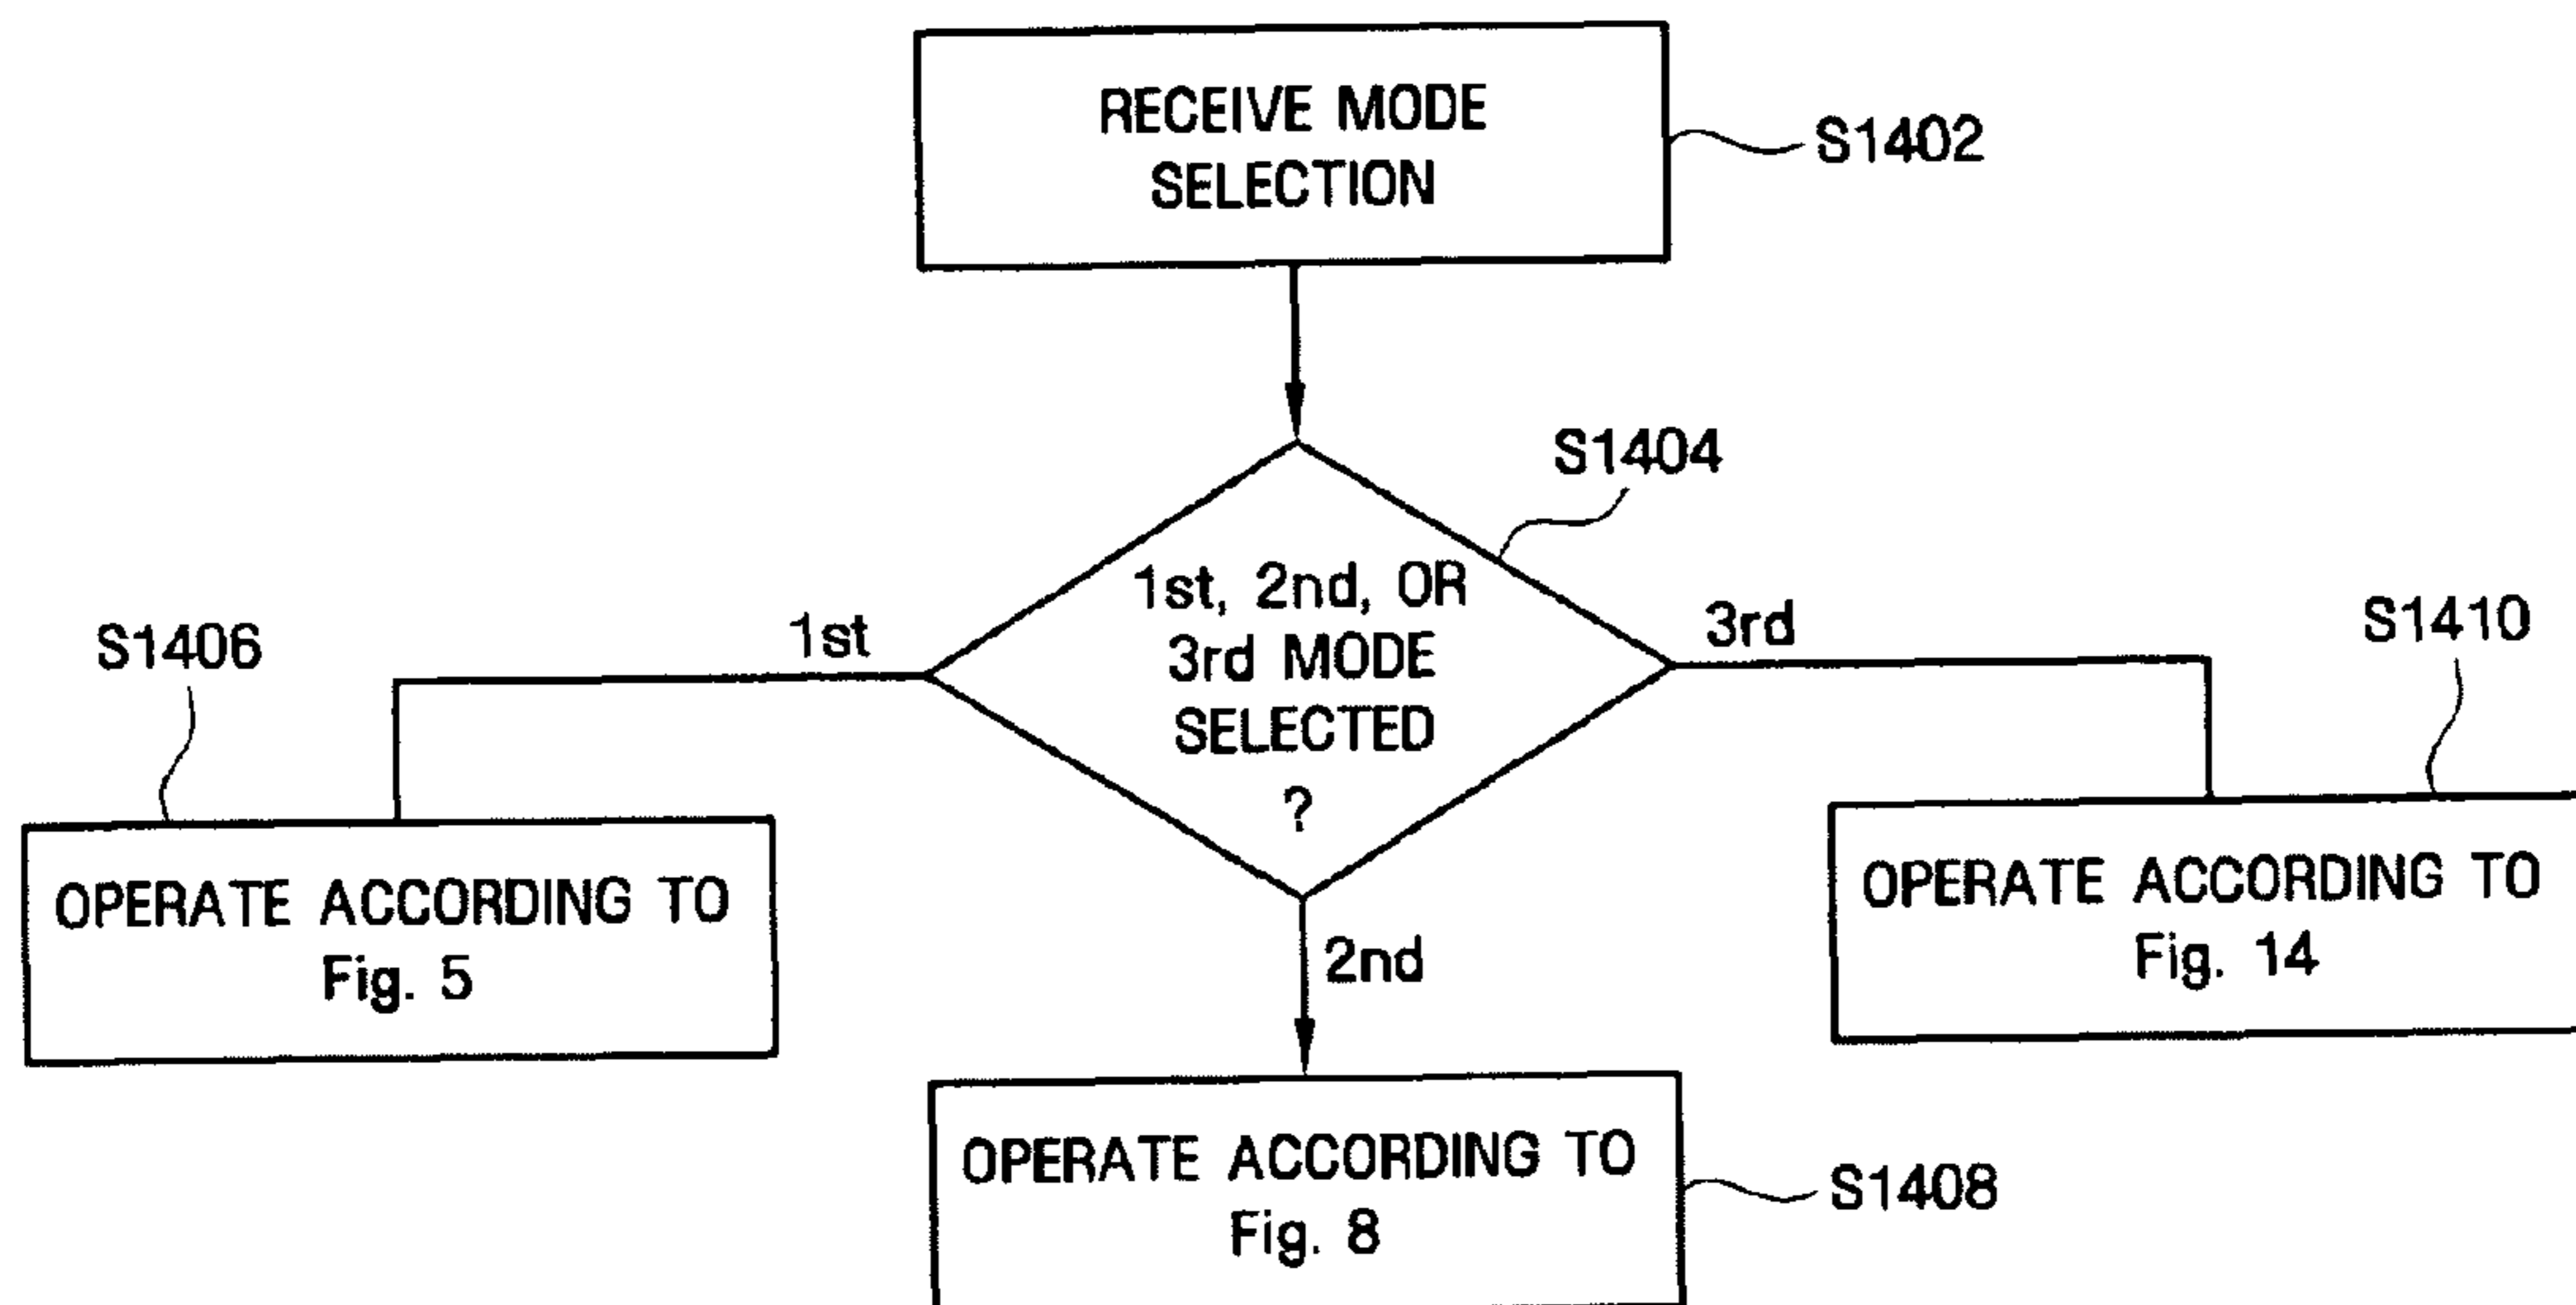 RECEIVE MODE
SELECTION
S1402
S1404
1st, 2nd, OR
3rd MODE
SELECTED
?
1st
3rd
2nd
S1406
OPERATE ACCORDING TO
Fig. 5
S1410
OPERATE ACCORDING TO
Fig. 14
OPERATE ACCORDING TO
Fig. 8
S1408